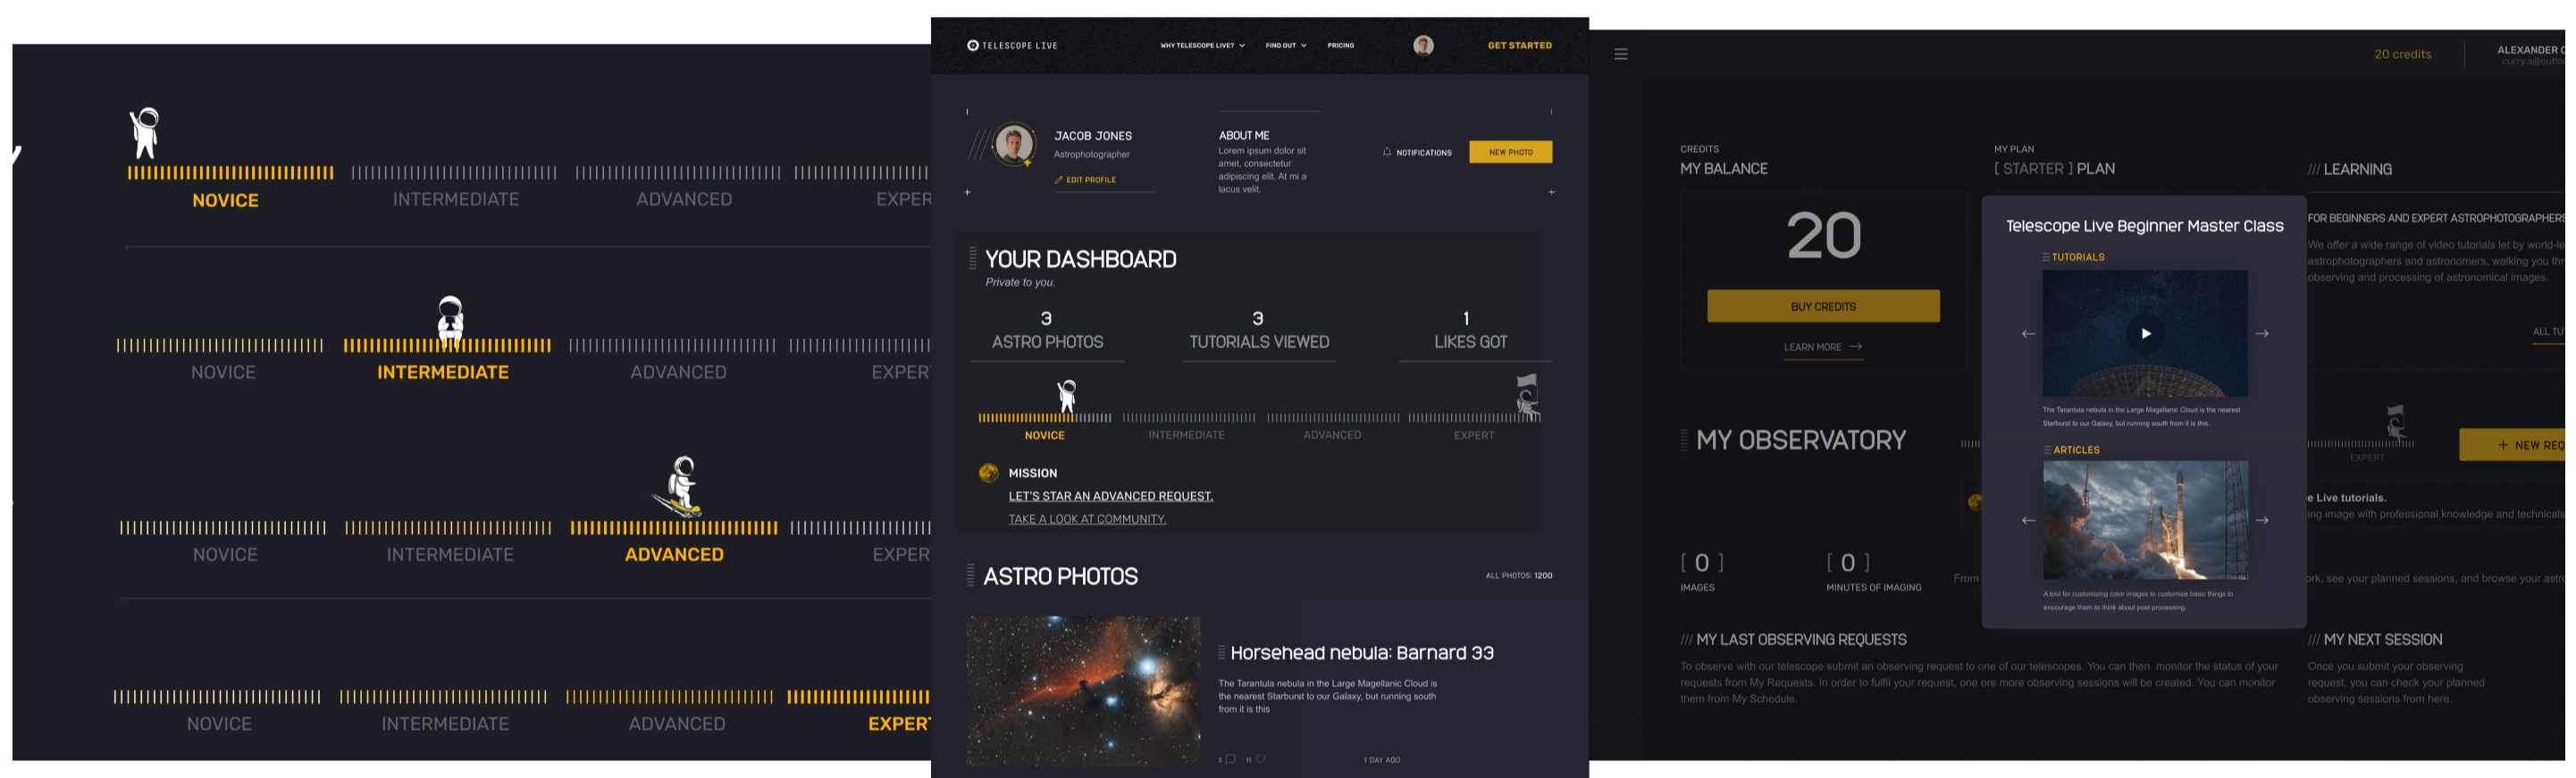 NOVICE
INTERMEDIATE
ADVANCED
EXPER
NOVICE
INTERMEDIATE
ADVANCED
EXPER
NOVICE
INTERMEDIATE
ADVANCED
EXPER
NOVICE
INTERMEDIATE
ADVANCED
EXPER
TELESCOPE LIVE
WHY TELESCOPE LIVE?
FIND OUT
PRICING
GET STARTED
JACOB JONES
Astrophotographer
EDIT PROFILE
ABOUT ME
Lorem ipsum dolor sit
amet, consectetur
adipiscing elit. At mi a
lacus velit.
NOTIFICATIONS
NEW PHOTO
YOUR DASHBOARD
Private to you.
3
ASTRO PHOTOS
3
TUTORIALS VIEWED
1
LIKES GOT
NOVICE
INTERMEDIATE
ADVANCED
EXPERT
MISSION
LET'S STAR AN ADVANCED REQUEST.
TAKE A LOOK AT COMMUNITY.
ASTRO PHOTOS
ALL PHOTOS: 1200
Horsehead nebula: Barnard 33
The Tarantula nebula in the Large Magellanic Cloud is
the nearest Starburst to our Galaxy, but running south
from it is this
3
11
1 DAY AGO
20 credits
ALEXANDER C
curry.a@outlo
CREDITS
MY BALANCE
20
BUY CREDITS
LEARN MORE
MY PLAN
[ STARTER ] PLAN
/// LEARNING
FOR BEGINNERS AND EXPERT ASTROPHOTOGRAPHERS
We offer a wide range of video tutorials let by world-le
astrophotographers and astronomers, walking you thr
observing and processing of astronomical images.
ALL TU
Telescope Live Beginner Master Class
TUTORIALS
The Tarantula nebula in the Large Magellanic Cloud is the nearest
Starburst to our Galaxy, but running south from it is this.
ARTICLES
A tool for customizing color images to customize basic things to
encourage them to think about post-processing.
MY OBSERVATORY
EXPERT
+ NEW REQ
e Live tutorials.
ing image with professional knowledge and technicals
[ 0 ]
IMAGES
[ 0 ]
MINUTES OF IMAGING
From
ork, see your planned sessions, and browse your astro
/// MY LAST OBSERVING REQUESTS
To observe with our telescope submit an observing request to one of our telescopes. You can then monitor the status of your
requests from My Requests. In order to fulfil your request, one ore more observing sessions will be created. You can monitor
them from My Schedule.
/// MY NEXT SESSION
Once you submit your observing
request, you can check your planned
observing sessions from here.